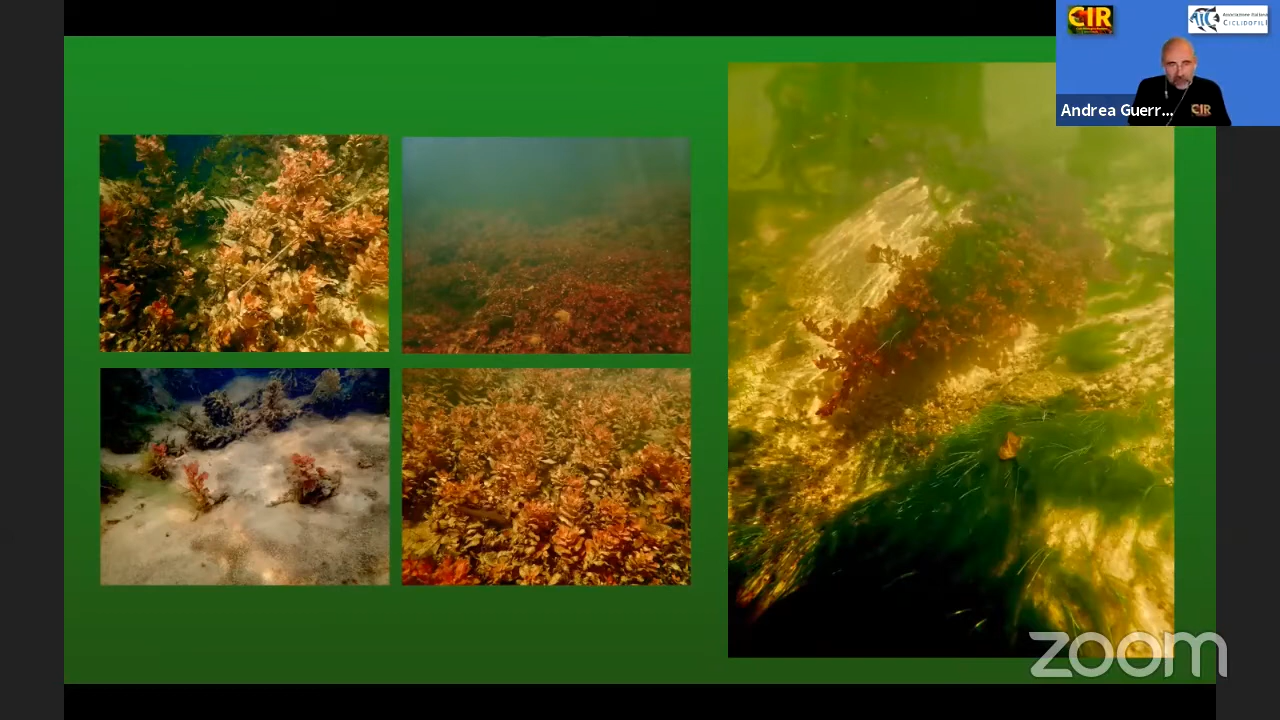 CIR
Associazione Italiana
CICLIDOFILI
CIR
Andrea Guerr...
zoom